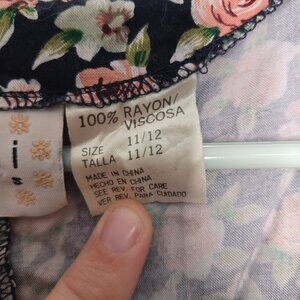 100% RAYON/
VISCOSA
SIZE 11/12
TALLA 11/12
MADE IN CHINA
HECHO EN CHINA
SEE REV. FOR CARE
VER REV. PARA CUIDADO